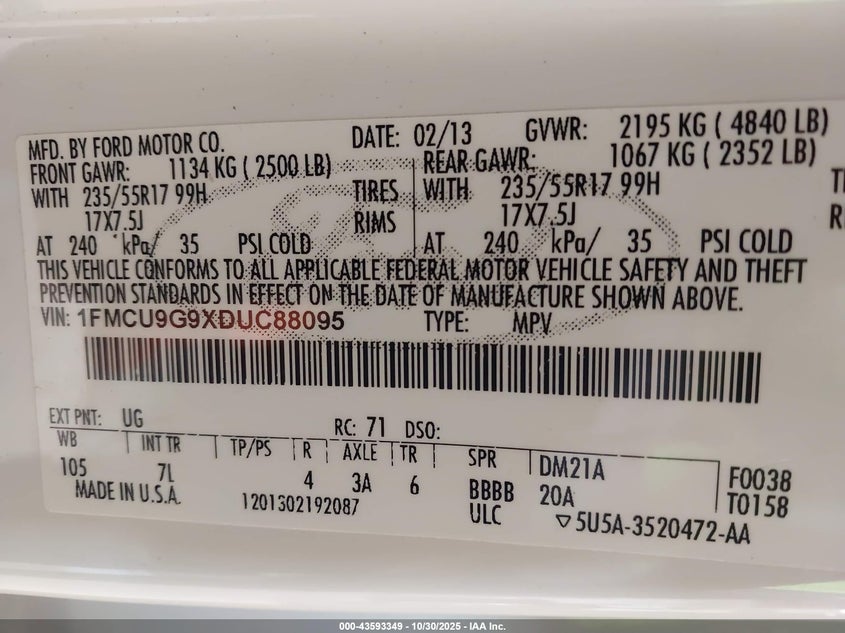 MFD. BY FORD MOTOR CO. DATE: 02/13 GVWR: 2195 KG ( 4840 LB)
FRONT GAWR: 1134 KG ( 2500 LB) REAR GAWR: 1067 KG ( 2352 LB)
WITH 235/55R17 99H TIRES WITH 235/55R17 99H
17X7.5J RIMS 17X7.5J
AT 240 kPa/ 35 PSI COLD AT 240 kPa/ 35 PSI COLD
THIS VEHICLE CONFORMS TO ALL APPLICABLE FEDERAL MOTOR VEHICLE SAFETY AND THEFT
PREVENTION STANDARDS IN EFFECT ON THE DATE OF MANUFACTURE SHOWN ABOVE.
VIN: 1FMCU9G9XDUC88095 TYPE: MPV
EXT PNT: UG RC: 71 DSO:
WB INT TR TP/PS R AXLE TR SPR DM21A F0038
105 7L 4 3A 6 BBBB 20A T0158
MADE IN U.S.A. 1201302192087 ULC ▽5U5A-3520472-AA
000-43593349 - 10/30/2025 - IAA Inc.